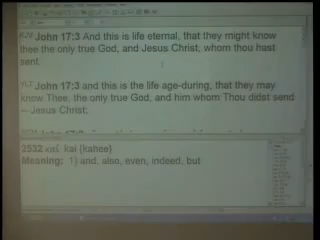 KJV John 17:3 And this is life eternal, that they might know
thee the only true God, and Jesus Christ, whom thou hast
sent.
YLT John 17:3 and this is the life age-during, that they may
know Thee, the only true God, and him whom Thou didst send
-- Jesus Christ;
2532 καί kai {kahee}
Meaning: 1) and, also, even, indeed, but